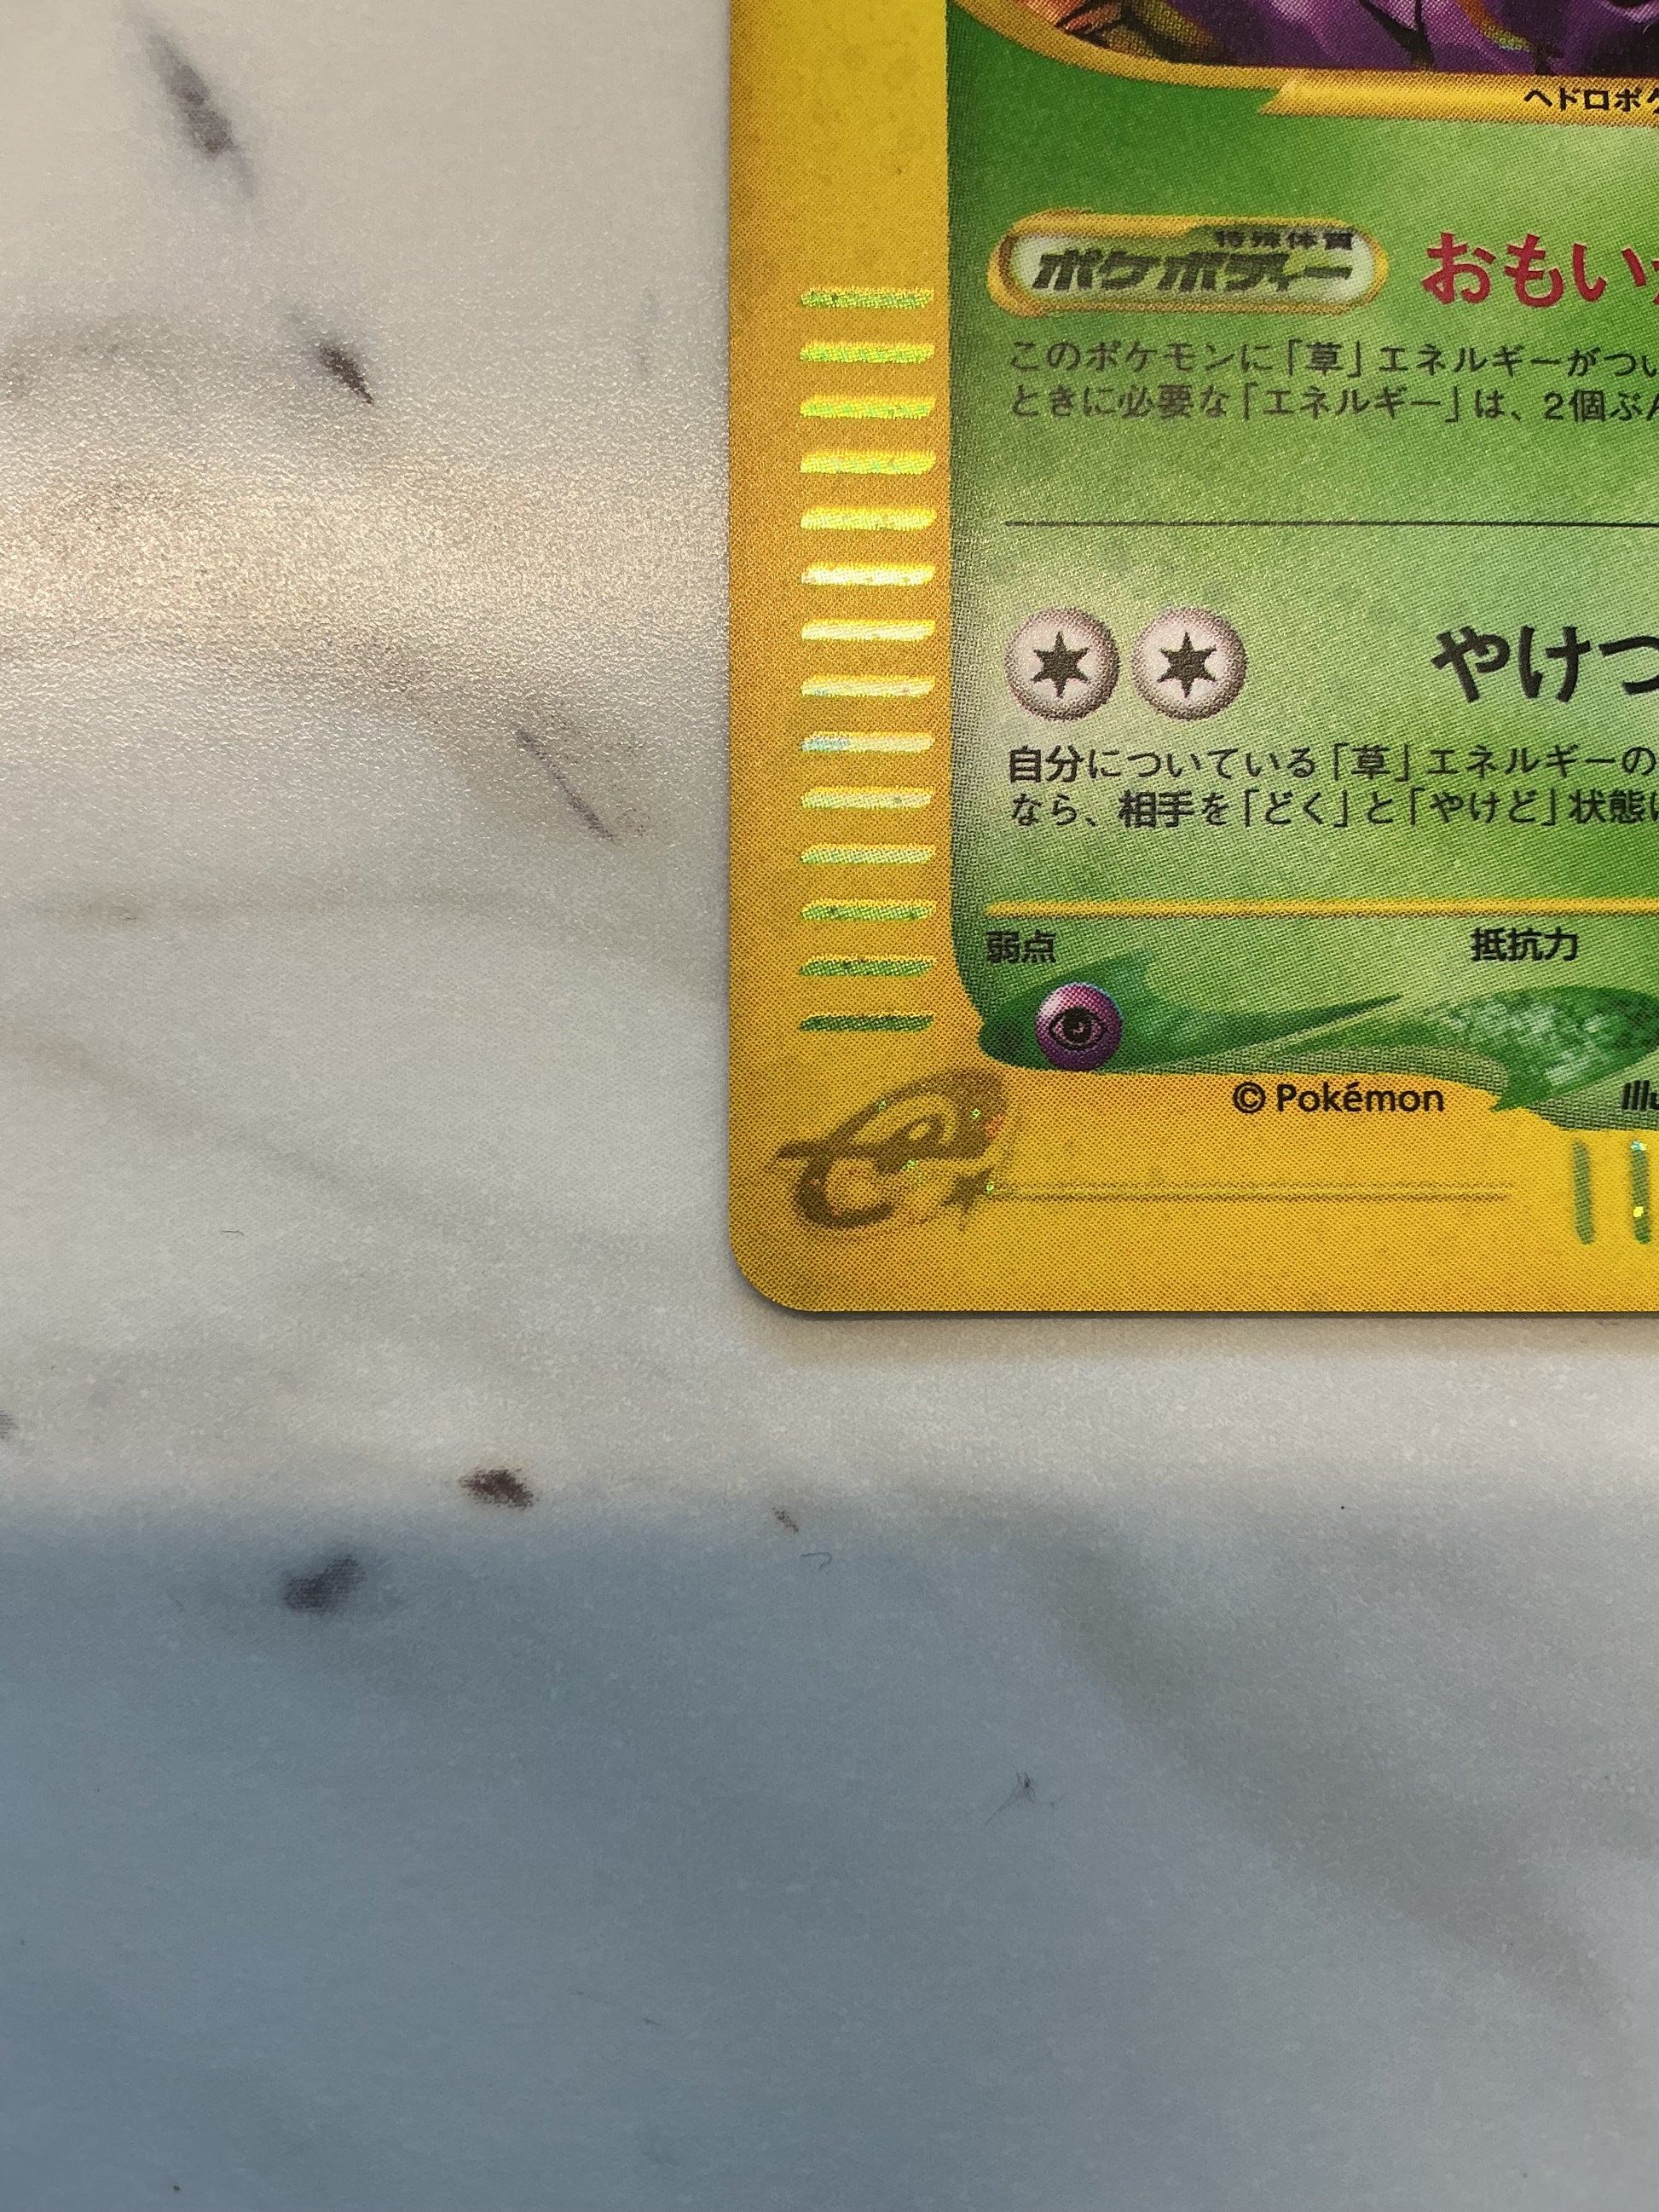 ヘドロポケ
特殊体質
ポケボディー おもい
このポケモンに「草」エネルギーがつい
ときに必要な「エネルギー」は、2個ぶん
やけつ
自分についている「草」エネルギーの
なら、相手を「どく」と「やけど」状態に
弱点 抵抗力
© Pokémon Illu
e